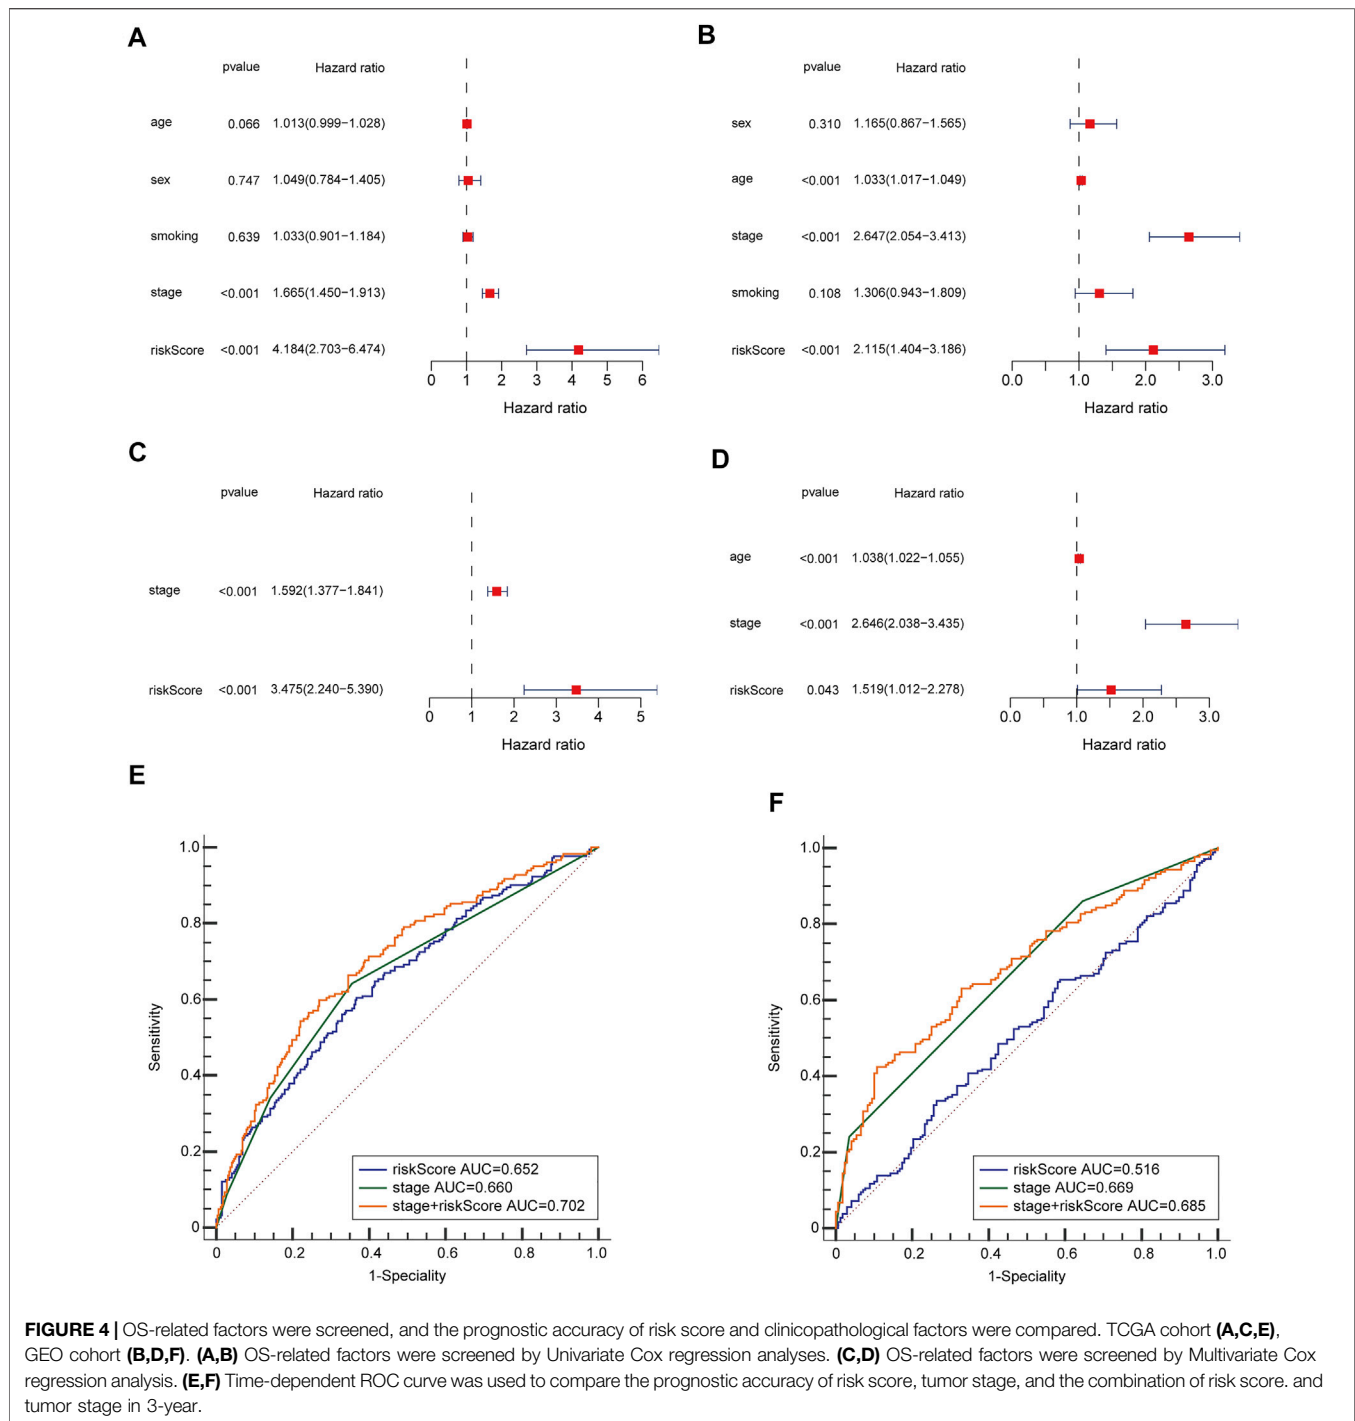 A
pvalue Hazard ratio
age 0.066 1.013(0.999−1.028)
sex 0.747 1.049(0.784−1.405)
smoking 0.639 1.033(0.901−1.184)
stage <0.001 1.665(1.450−1.913)
riskScore <0.001 4.184(2.703−6.474)
0 1 2 3 4 5 6
Hazard ratio
B
pvalue Hazard ratio
sex 0.310 1.165(0.867−1.565)
age <0.001 1.033(1.017−1.049)
stage <0.001 2.647(2.054−3.413)
smoking 0.108 1.306(0.943−1.809)
riskScore <0.001 2.115(1.404−3.186)
0.0 1.0 2.0 3.0
Hazard ratio
C
pvalue Hazard ratio
stage <0.001 1.592(1.377−1.841)
riskScore <0.001 3.475(2.240−5.390)
0 1 2 3 4 5
Hazard ratio
D
pvalue Hazard ratio
age <0.001 1.038(1.022−1.055)
stage <0.001 2.646(2.038−3.435)
riskScore 0.043 1.519(1.012−2.278)
0.0 1.0 2.0 3.0
Hazard ratio
E
1.0
0.8
0.6
0.4
0.2
0
Sensitivity
riskScore AUC=0.652
stage AUC=0.660
stage+riskScore AUC=0.702
0 0.2 0.4 0.6 0.8 1.0
1-Speciality
F
1.0
0.8
0.6
0.4
0.2
0
Sensitivity
riskScore AUC=0.516
stage AUC=0.669
stage+riskScore AUC=0.685
0 0.2 0.4 0.6 0.8 1.0
1-Speciality
FIGURE 4 | OS-related factors were screened, and the prognostic accuracy of risk score and clinicopathological factors were compared. TCGA cohort (A,C,E),
GEO cohort (B,D,F). (A,B) OS-related factors were screened by Univariate Cox regression analyses. (C,D) OS-related factors were screened by Multivariate Cox
regression analysis. (E,F) Time-dependent ROC curve was used to compare the prognostic accuracy of risk score, tumor stage, and the combination of risk score. and
tumor stage in 3-year.